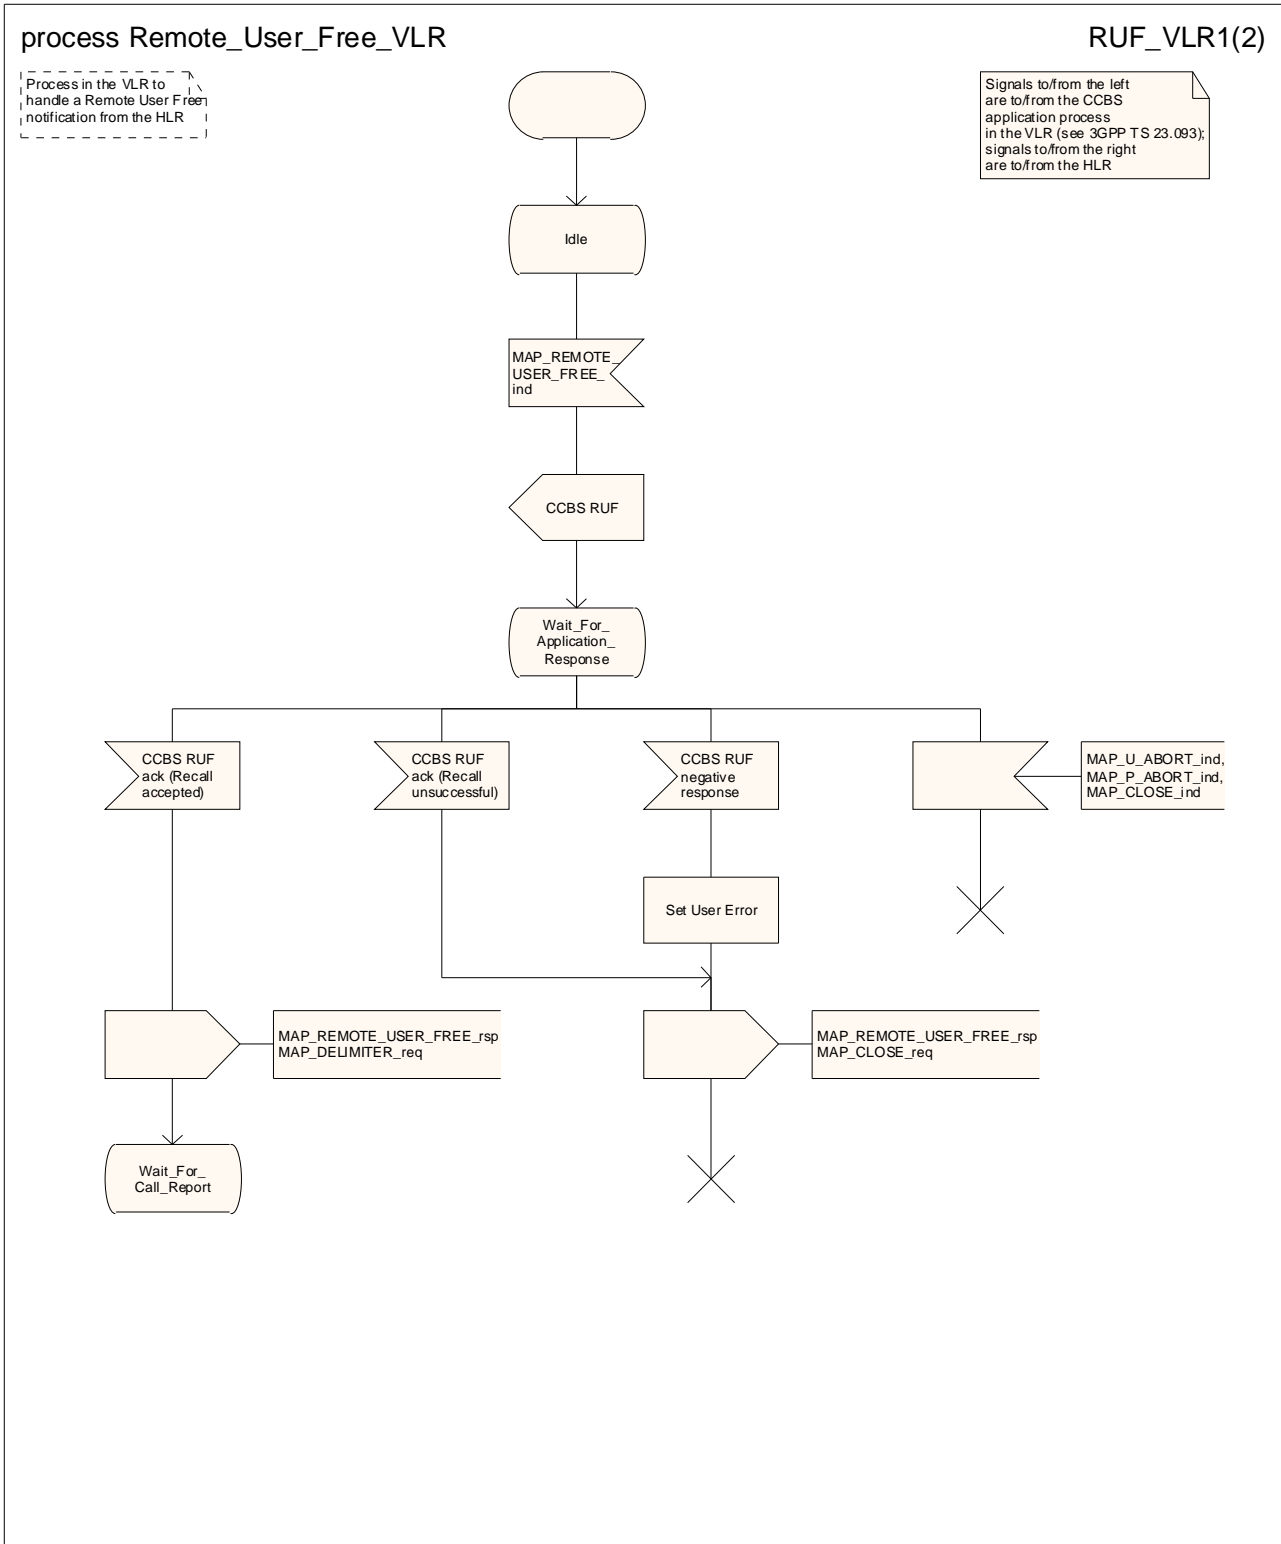 process Remote_User_Free_VLR
RUF_VLR1(2)
Process in the VLR to
handle a Remote User Free
notification from the HLR
Signals to/from the left
are to/from the CCBS
application process
in the VLR (see 3GPP TS 23.093);
signals to/from the right
are to/from the HLR
Idle
MAP_REMOTE_
USER_FREE_
ind
CCBS RUF
Wait_For_
Application_
Response
CCBS RUF
ack (Recall
accepted)
CCBS RUF
ack (Recall
unsuccessful)
CCBS RUF
negative
response
MAP_U_ABORT_ind,
MAP_P_ABORT_ind,
MAP_CLOSE_ind
Set User Error
MAP_REMOTE_USER_FREE_rsp
MAP_DELIMITER_req
MAP_REMOTE_USER_FREE_rsp
MAP_CLOSE_req
Wait_For_
Call_Report